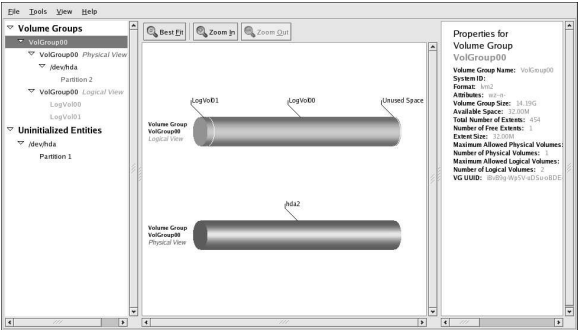 File Tools View Help
Volume Groups
VolGroup00
VolGroup00 Physical View
/dev/hda
Partition 2
VolGroup00 Logical View
LogVol00
LogVol01
Uninitialized Entities
/dev/hda
Partition 1
Best Fit Zoom In Zoom Out
LogVol01 LogVol00 Unused Space
Volume Group
VolGroup00
Logical View
hda2
Volume Group
VolGroup00
Physical View
Properties for
Volume Group
VolGroup00
Volume Group Name: VolGroup00
System ID:
Format: lvm2
Attributes: wz-n-
Volume Group Size: 14.19G
Available Space: 32.00M
Total Number of Extents: 454
Number of Free Extents: 1
Extent Size: 32.00M
Maximum Allowed Physical Volumes:
Number of Physical Volumes: 1
Maximum Allowed Logical Volumes:
Number of Logical Volumes: 2
VG UUID: